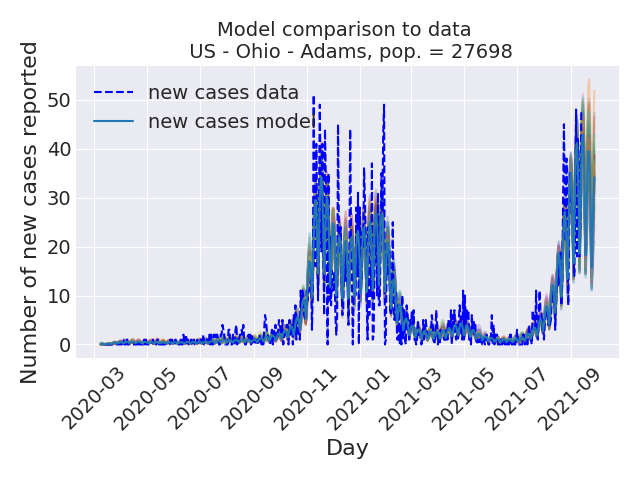 Model comparison to data
US - Ohio - Adams, pop. = 27698
new cases data
new cases model
Number of new cases reported
50
40
30
20
10
0
2020-03
2020-05
2020-07
2020-09
2020-11
2021-01
2021-03
2021-05
2021-07
2021-09
Day